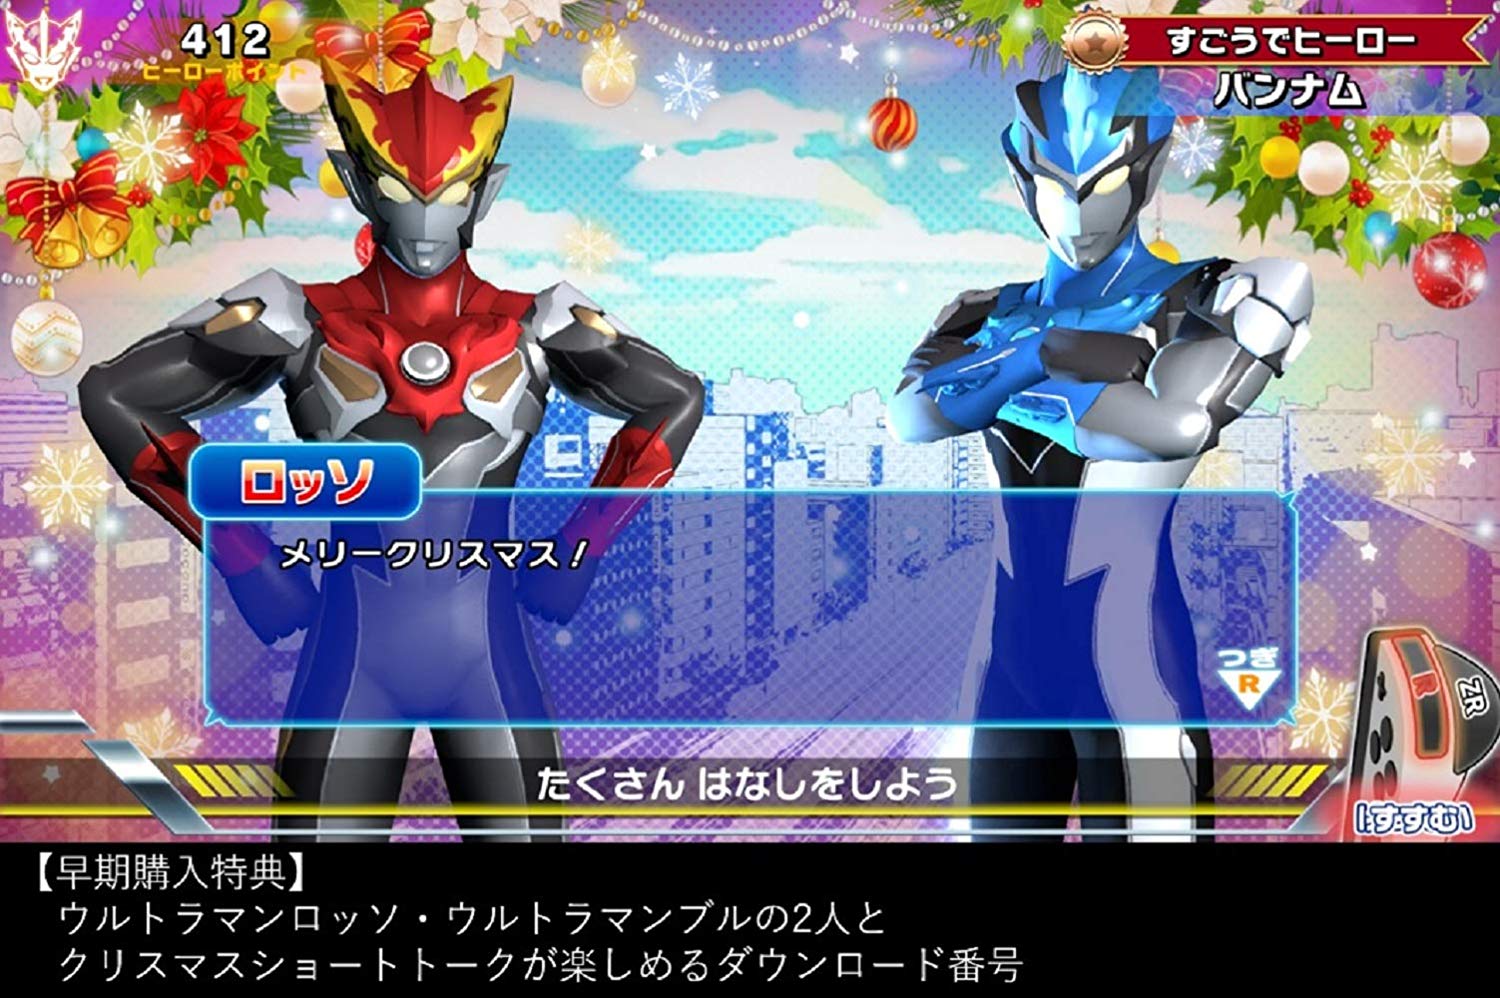 412
ヒーローポイント
すごうでヒーロー
バンナム
ロッソ
メリークリスマス！
つぎ
R
R
ZR
たくさん はなしをしよう
すすむ
【早期購入特典】
ウルトラマンロッソ・ウルトラマンブルの2人と
クリスマスショートトークが楽しめるダウンロード番号